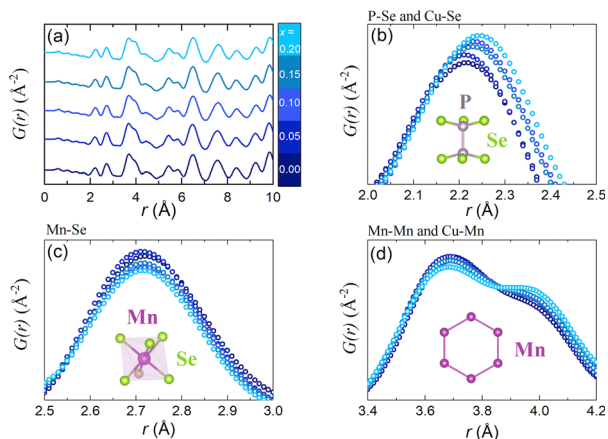 (a)
x =
0.20
0.15
0.10
0.05
0.00
G(r) (Å⁻²)
0 2 4 6 8 10
r (Å)
P-Se and Cu-Se
(b)
G(r) (Å⁻²)
P
Se
2.0 2.1 2.2 2.3 2.4 2.5
r (Å)
Mn-Se
(c)
G(r) (Å⁻²)
Mn
Se
2.5 2.6 2.7 2.8 2.9 3.0
r (Å)
Mn-Mn and Cu-Mn
(d)
G(r) (Å⁻²)
Mn
3.4 3.6 3.8 4.0 4.2
r (Å)